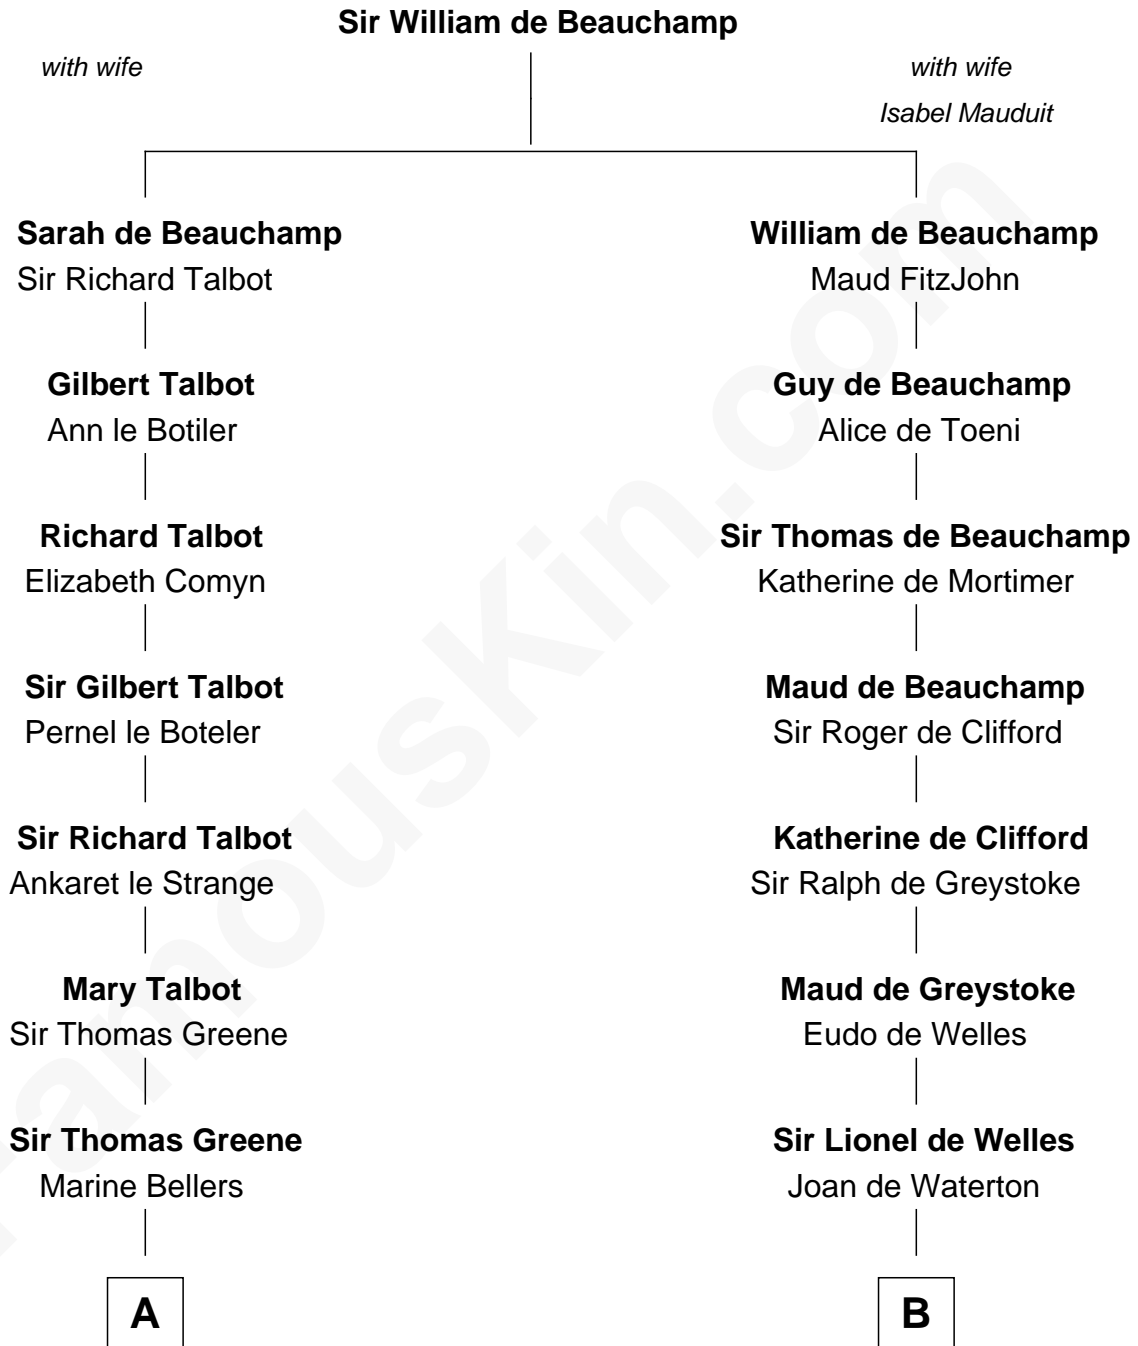 Sir William de Beauchamp
with wife
with wife
Isabel Mauduit
Sarah de Beauchamp
Sir Richard Talbot
William de Beauchamp
Maud FitzJohn
Gilbert Talbot
Ann le Botiler
Guy de Beauchamp
Alice de Toeni
Richard Talbot
Elizabeth Comyn
Sir Thomas de Beauchamp
Katherine de Mortimer
Sir Gilbert Talbot
Pernel le Boteler
Maud de Beauchamp
Sir Roger de Clifford
Sir Richard Talbot
Ankaret le Strange
Katherine de Clifford
Sir Ralph de Greystoke
Mary Talbot
Sir Thomas Greene
Maud de Greystoke
Eudo de Welles
Sir Thomas Greene
Marine Bellers
Sir Lionel de Welles
Joan de Waterton
A
B
FamousKin.com